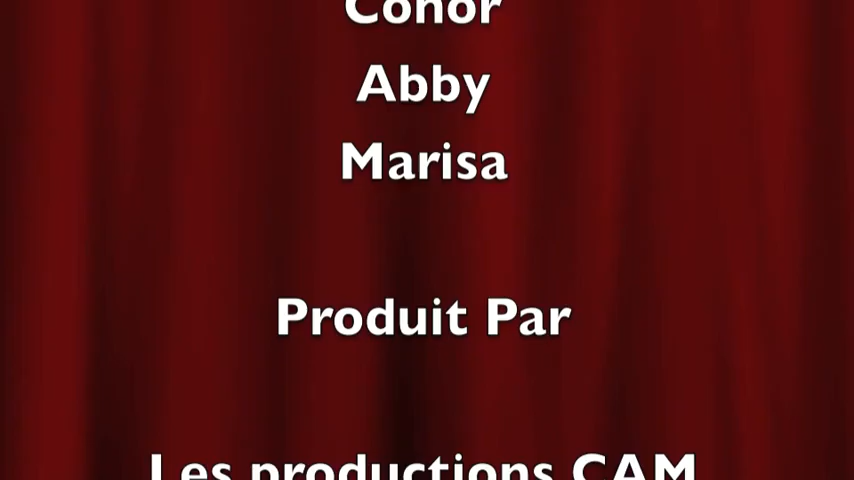 Conor
Abby
Marisa
Produit Par
Les productions CAM